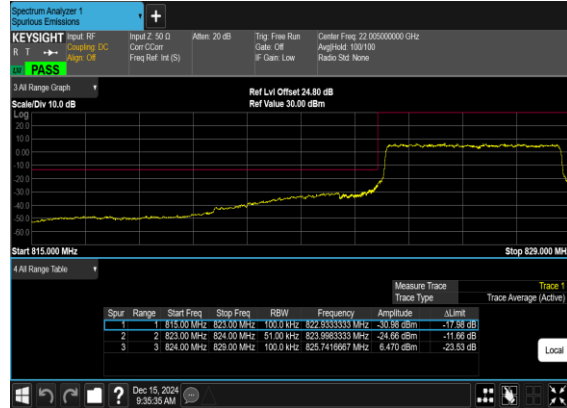 Spectrum Analyzer 1
Spurious Emissions
KEYSIGHT Input: RF Input Z: 50 Ω Atten: 20 dB Trig: Free Run Center Freq: 22.005000000 GHz
R T Coupling: DC Corr CCorr Gate: Off Avg|Hold: 100/100
Align: Off Freq Ref: Int (S) IF Gain: Low Radio Std: None
PASS
3 All Range Graph
Ref Lvl Offset 24.80 dB
Scale/Div 10.0 dB Ref Value 30.00 dBm
Log
20.0
10.0
0.00
-10.0
-20.0
-30.0
-40.0
-50.0
-60.0
Start 815.000 MHz Stop 829.000 MH
4 All Range Table
Measure Trace Trace 1
Trace Type Trace Average (Active)
Spur Range Start Freq Stop Freq RBW Frequency Amplitude ΔLimit
1 1 815.00 MHz 823.00 MHz 100.0 kHz 822.9333333 MHz -30.98 dBm -17.98 dB
2 2 823.00 MHz 824.00 MHz 51.00 kHz 823.9983333 MHz -24.66 dBm -11.66 dB
3 3 824.00 MHz 829.00 MHz 100.0 kHz 825.7416667 MHz 6.470 dBm -23.53 dB
Local
Dec 15, 2024
9:35:35 AM